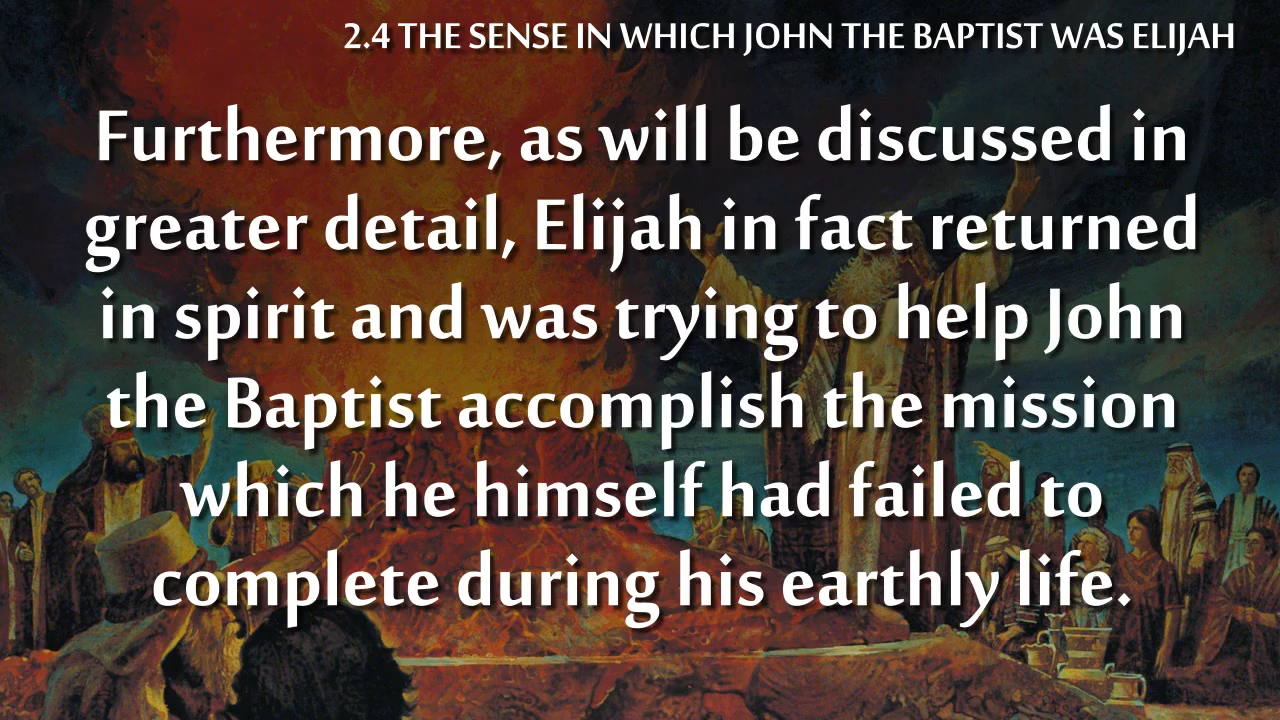 2.4 THE SENSE IN WHICH JOHN THE BAPTIST WAS ELIJAH
Furthermore, as will be discussed in
greater detail, Elijah in fact returned
in spirit and was trying to help John
the Baptist accomplish the mission
which he himself had failed to
complete during his earthly life.